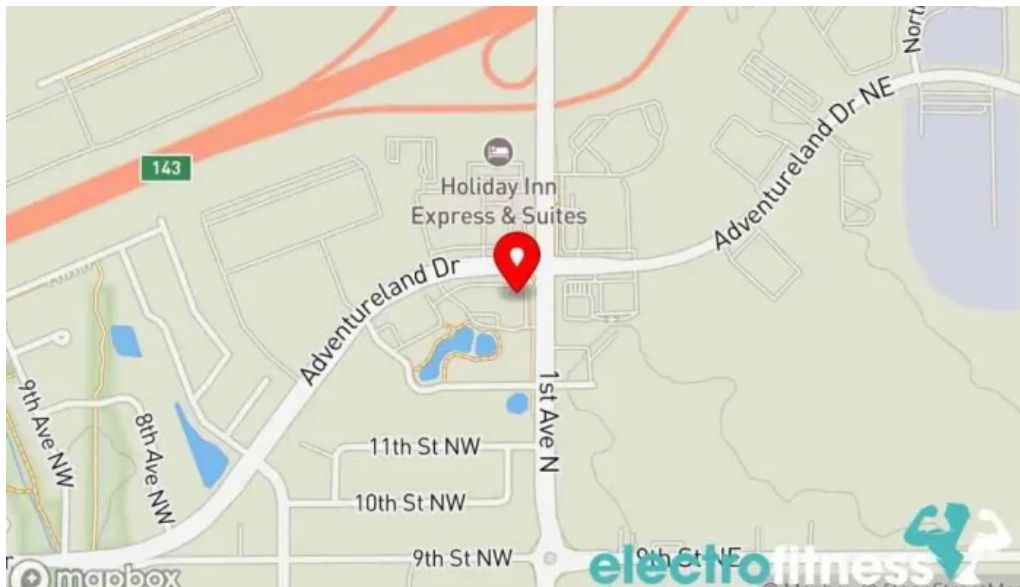 North
Adventureland Dr NE
143
Holiday Inn
Express & Suites
Adventureland Dr
9th Ave NW
8th Ave NW
1st Ave N
11th St NW
10th St NW
9th St NW
9th St NE
electrofitness
mapbox